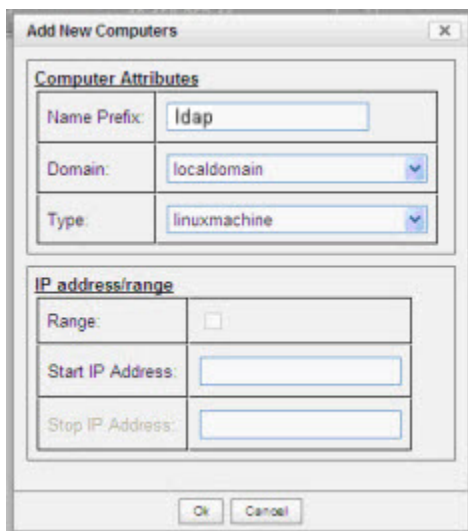 Add New Computers
Computer Attributes
Name Prefix: ldap
Domain: localdomain
Type: linuxmachine
IP address/range
Range:
Start IP Address:
Stop IP Address:
Ok Cancel